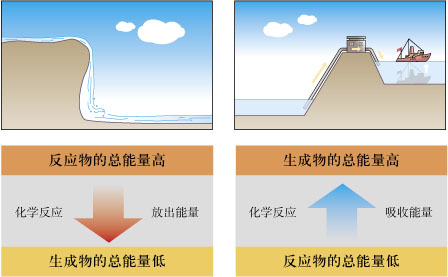 反应物的总能量高
化学反应
放出能量
生成物的总能量低
生成物的总能量高
化学反应
吸收能量
反应物的总能量低